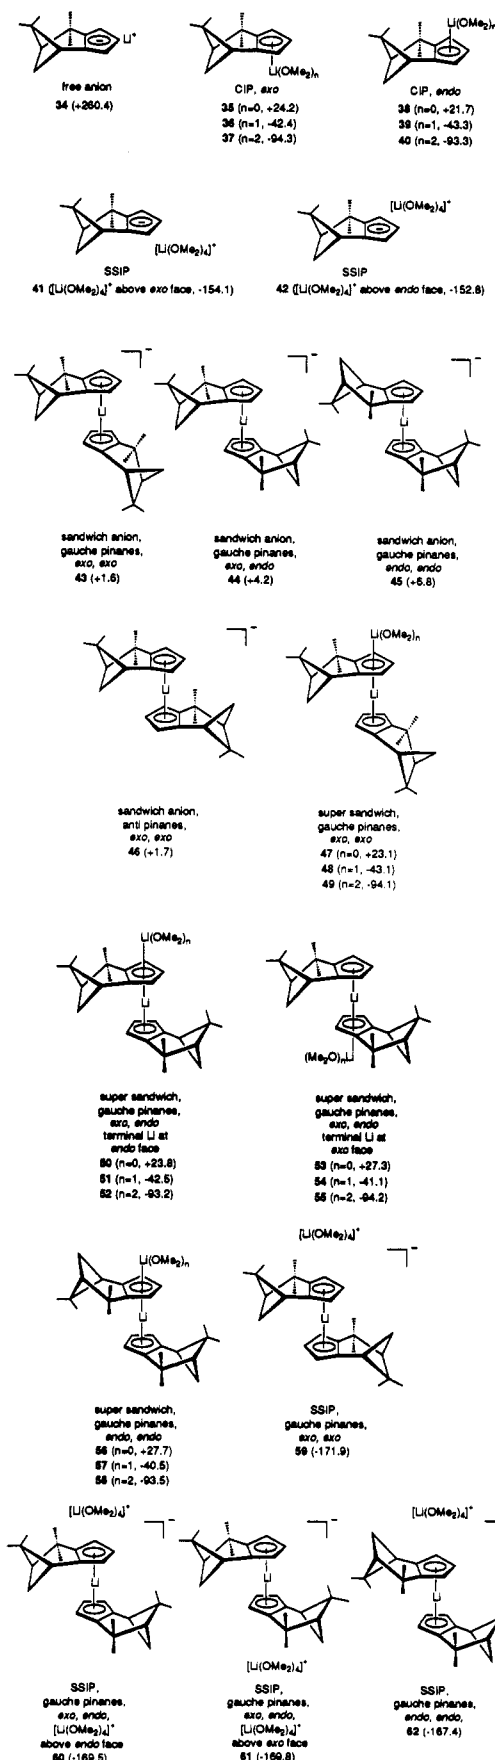 Li⁺
free anion
34 (+260.4)
Li(OMe₂)ₙ
CIP, exo
35 (n=0, +24.2)
36 (n=1, -42.4)
37 (n=2, -94.3)
Li(OMe₂)ₙ
CIP, endo
38 (n=0, +21.7)
39 (n=1, -43.3)
40 (n=2, -93.3)
[Li(OMe₂)₄]⁺
SSIP
41 ([Li(OMe₂)₄]⁺ above exo face, -154.1)
[Li(OMe₂)₄]⁺
SSIP
42 ([Li(OMe₂)₄]⁺ above endo face, -152.8)
−
Li
sandwich anion,
gauche pinanes,
exo, exo
43 (+1.6)
−
Li
sandwich anion,
gauche pinanes,
exo, endo
44 (+4.2)
−
Li
sandwich anion,
gauche pinanes,
endo, endo
45 (+6.8)
−
Li
sandwich anion,
anti pinanes,
exo, exo
46 (+1.7)
Li(OMe₂)ₙ
Li
super sandwich,
gauche pinanes,
exo, exo
47 (n=0, +23.1)
48 (n=1, -43.1)
49 (n=2, -94.1)
Li(OMe₂)ₙ
Li
super sandwich,
gauche pinanes,
exo, endo
terminal Li at
endo face
50 (n=0, +23.8)
51 (n=1, -42.5)
52 (n=2, -93.2)
Li
(Me₂O)ₙLi
super sandwich,
gauche pinanes,
exo, endo
terminal Li at
exo face
53 (n=0, +27.3)
54 (n=1, -41.1)
55 (n=2, -94.2)
Li(OMe₂)ₙ
Li
super sandwich,
gauche pinanes,
endo, endo
56 (n=0, +27.7)
57 (n=1, -40.5)
58 (n=2, -93.5)
[Li(OMe₂)₄]⁺
−
Li
SSIP,
gauche pinanes,
exo, exo
59 (-171.9)
[Li(OMe₂)₄]⁺
−
Li
SSIP,
gauche pinanes,
exo, endo,
[Li(OMe₂)₄]⁺
above endo face
60 (-169.5)
−
Li
[Li(OMe₂)₄]⁺
SSIP,
gauche pinanes,
exo, endo,
[Li(OMe₂)₄]⁺
above exo face
61 (-169.8)
[Li(OMe₂)₄]⁺
−
Li
SSIP,
gauche pinanes,
endo, endo,
62 (-167.4)